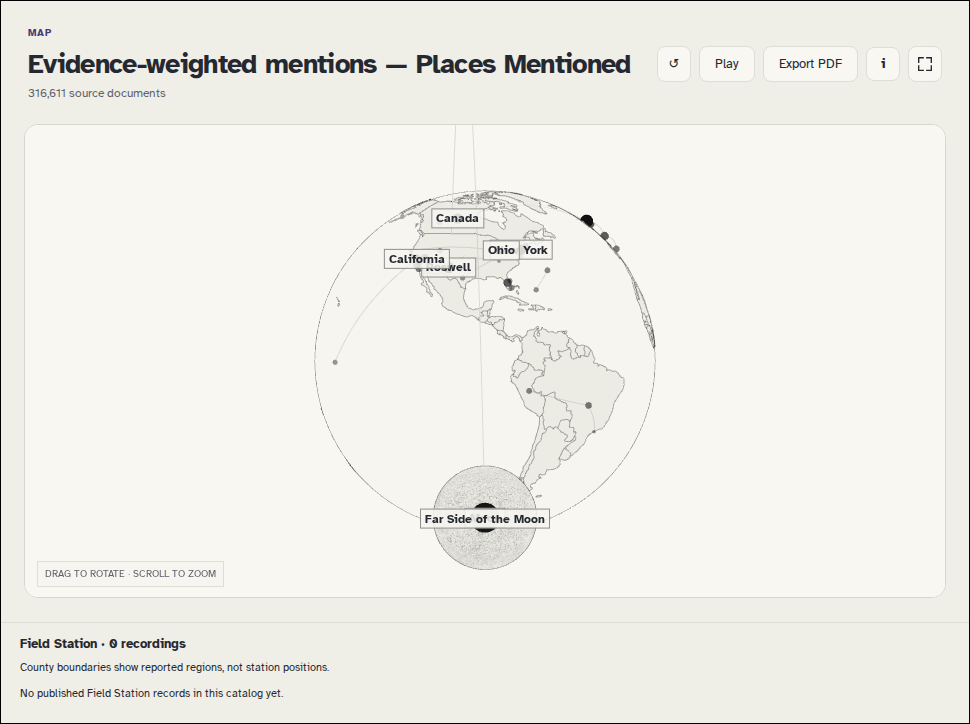 MAP
Evidence-weighted mentions — Places Mentioned
316,611 source documents
↺
Play
Export PDF
i
Canada
Ohio
York
California
Roswell
Far Side of the Moon
DRAG TO ROTATE · SCROLL TO ZOOM
Field Station · 0 recordings
County boundaries show reported regions, not station positions.
No published Field Station records in this catalog yet.